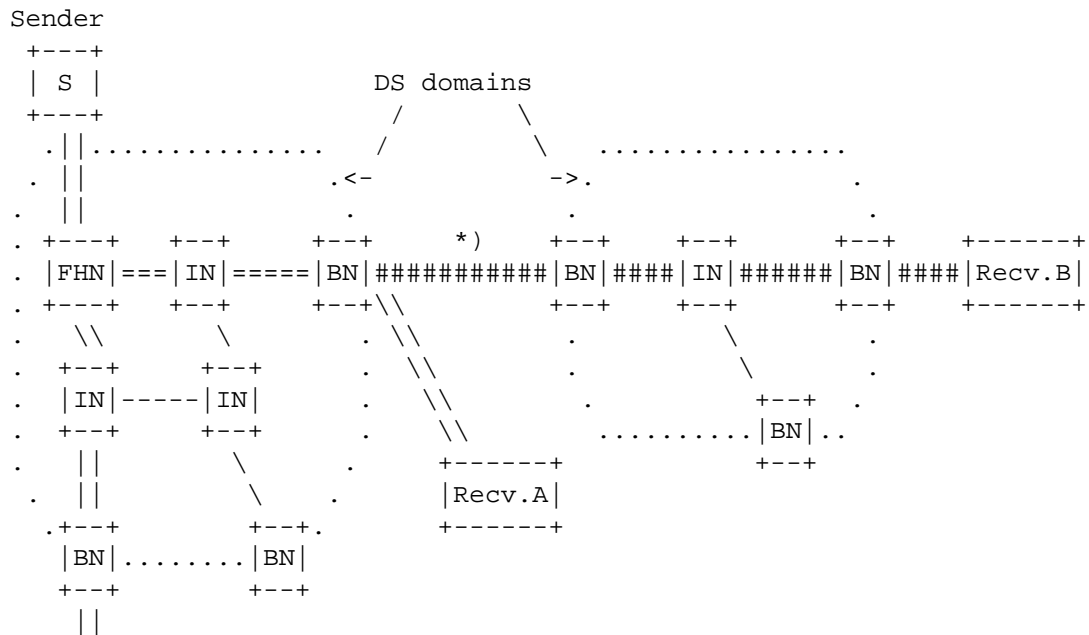 Sender
S
DS domains
*)
FHN IN BN BN IN BN Recv.B
IN IN
BN
Recv.A
BN BN